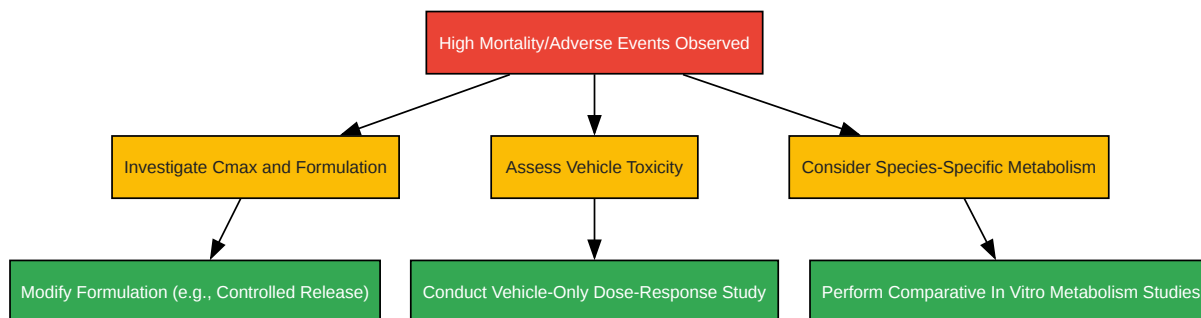 High Mortality/Adverse Events Observed
Investigate Cmax and Formulation
Assess Vehicle Toxicity
Consider Species-Specific Metabolism
Modify Formulation (e.g., Controlled Release)
Conduct Vehicle-Only Dose-Response Study
Perform Comparative In Vitro Metabolism Studies